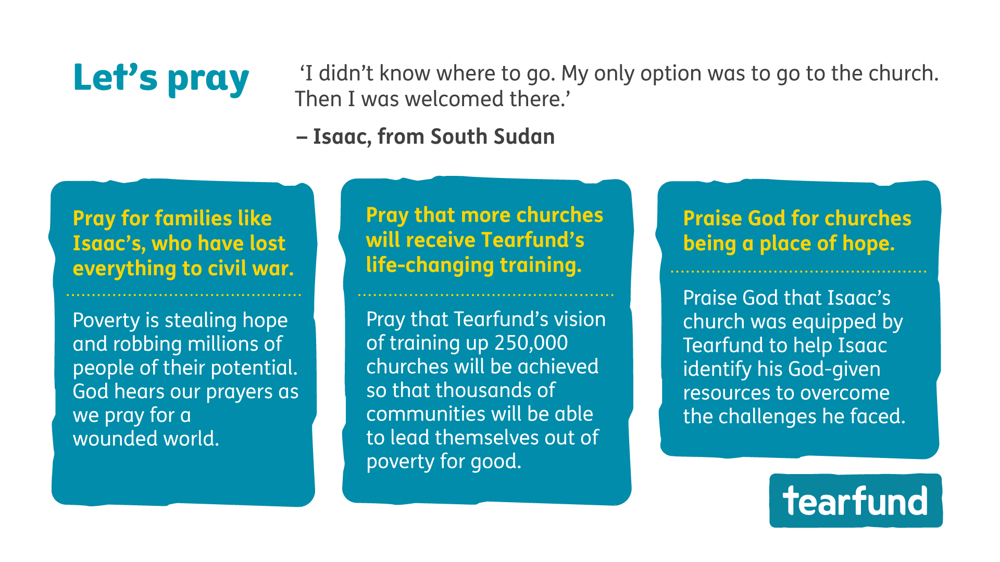 Let’s pray
‘I didn’t know where to go. My only option was to go to the church.
Then I was welcomed there.’
– Isaac, from South Sudan
Pray for families like
Isaac’s, who have lost
everything to civil war.
Poverty is stealing hope
and robbing millions of
people of their potential.
God hears our prayers as
we pray for a
wounded world.
Pray that more churches
will receive Tearfund’s
life-changing training.
Pray that Tearfund’s vision
of training up 250,000
churches will be achieved
so that thousands of
communities will be able
to lead themselves out of
poverty for good.
Praise God for churches
being a place of hope.
Praise God that Isaac’s
church was equipped by
Tearfund to help Isaac
identify his God-given
resources to overcome
the challenges he faced.
tearfund